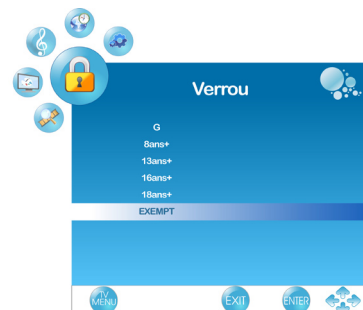 Verrou
G
8ans+
13ans+
16ans+
18ans+
EXEMPT
TV
MENU
EXIT
ENTER